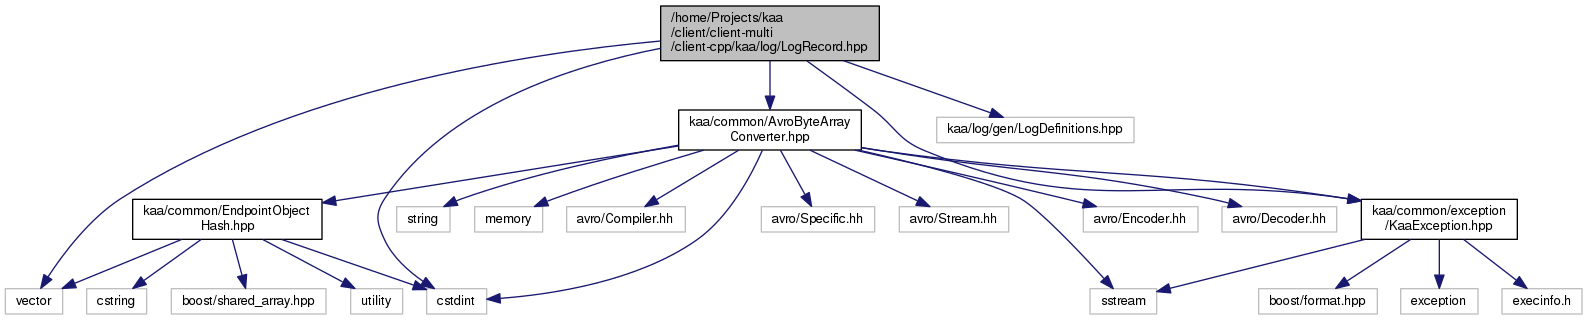 /home/Projects/kaa
/client/client-multi
/client-cpp/kaa/log/LogRecord.hpp
kaa/common/AvroByteArray
Converter.hpp
kaa/log/gen/LogDefinitions.hpp
kaa/common/EndpointObject
Hash.hpp
string
memory
avro/Compiler.hh
avro/Specific.hh
avro/Stream.hh
avro/Encoder.hh
avro/Decoder.hh
kaa/common/exception
/KaaException.hpp
vector
cstring
boost/shared_array.hpp
utility
cstdint
sstream
boost/format.hpp
exception
execinfo.h